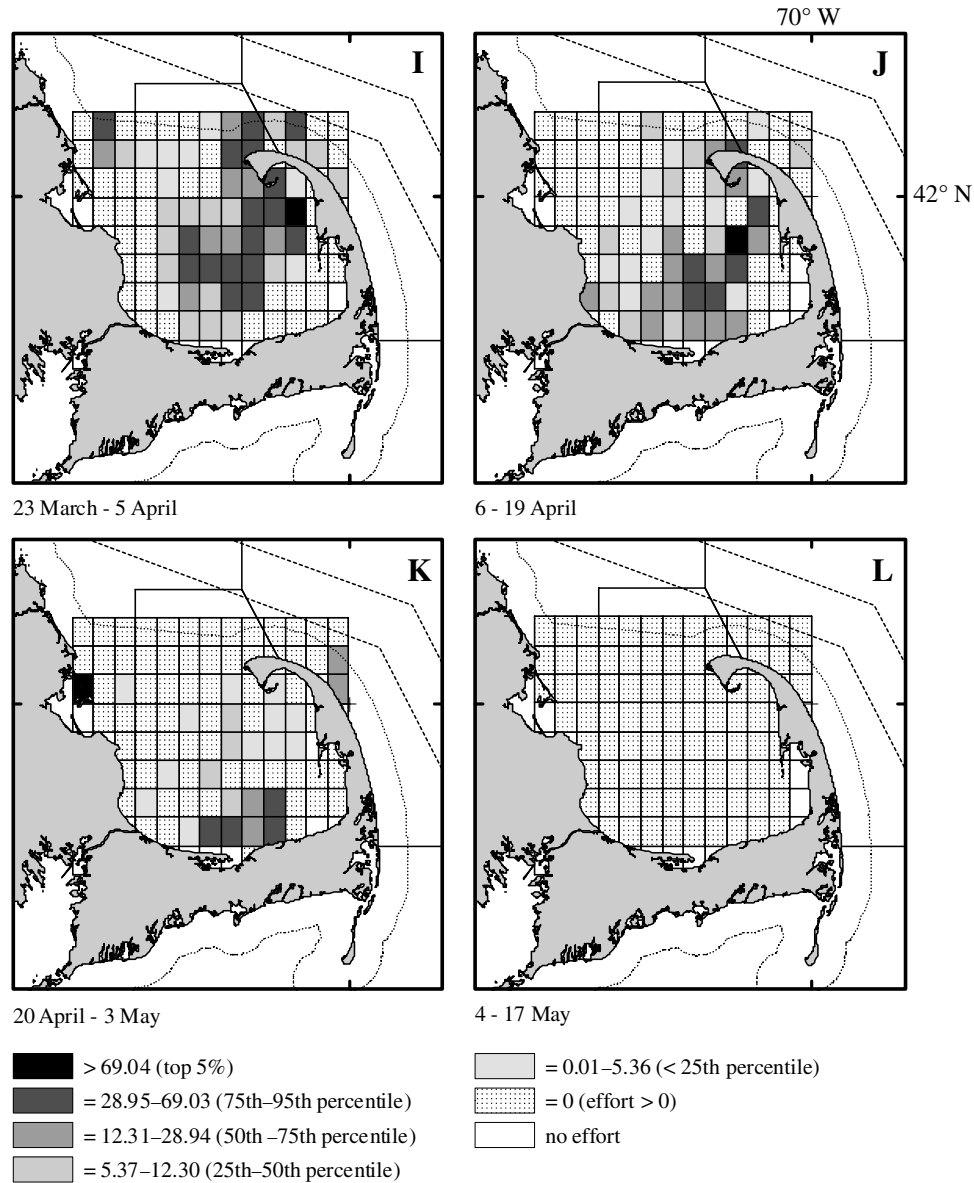 70° W
I
J
42° N
23 March - 5 April
6 - 19 April
K
L
20 April - 3 May
4 - 17 May
> 69.04 (top 5%)
= 28.95–69.03 (75th–95th percentile)
= 12.31–28.94 (50th –75th percentile)
= 5.37–12.30 (25th–50th percentile)
= 0.01–5.36 (< 25th percentile)
= 0 (effort > 0)
no effort